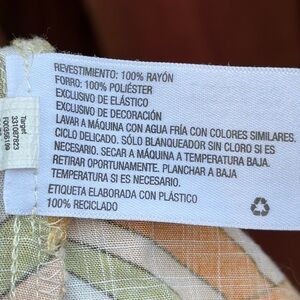 REVESTIMIENTO: 100% RAYÓN
FORRO: 100% POLIÉSTER
EXCLUSIVO DE ELÁSTICO
EXCLUSIVO DE DECORACIÓN
LAVAR A MÁQUINA CON AGUA FRÍA CON COLORES SIMILARES.
CICLO DELICADO. SÓLO BLANQUEADOR SIN CLORO SI ES
NECESARIO. SECAR A MÁQUINA A TEMPERATURA BAJA.
RETIRAR OPORTUNAMENTE. PLANCHAR A BAJA
TEMPERATURA SI ES NECESARIO.
ETIQUETA ELABORADA CON PLÁSTICO
100% RECICLADO
Target